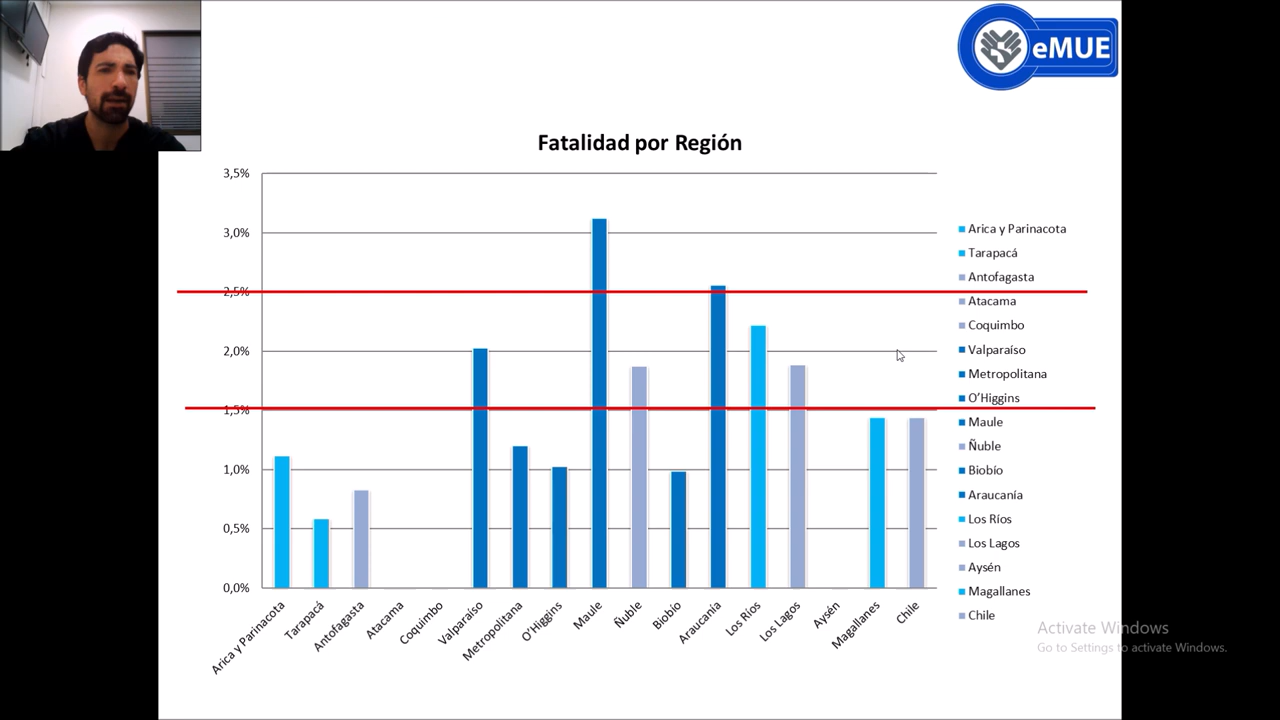 eMUE
Fatalidad por Región
3,5%
3,0%
2,5%
2,0%
1,5%
1,0%
0,5%
0,0%
Arica y Parinacota
Tarapacá
Antofagasta
Atacama
Coquimbo
Valparaíso
Metropolitana
O'Higgins
Maule
Ñuble
Biobío
Araucanía
Los Ríos
Los Lagos
Aysén
Magallanes
Chile
Arica y Parinacota
Tarapacá
Antofagasta
Atacama
Coquimbo
Valparaíso
Metropolitana
O'Higgins
Maule
Ñuble
Biobío
Araucanía
Los Ríos
Los Lagos
Aysén
Magallanes
Chile
Activate Windows
Go to Settings to activate Windows.